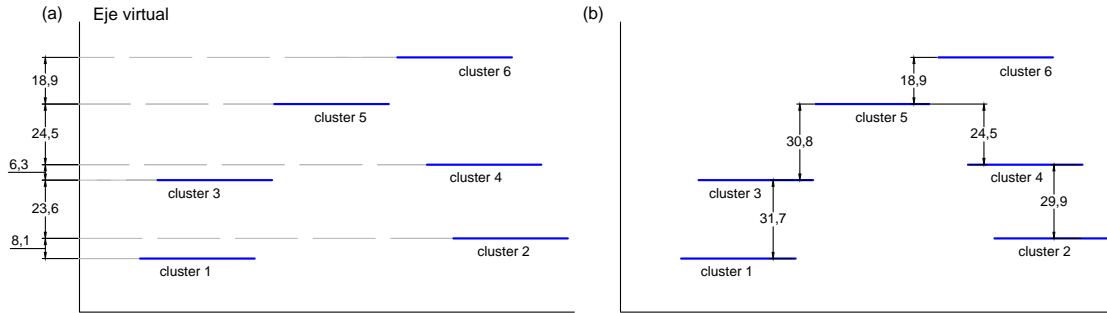 (a) Eje virtual
cluster 6
18,9
cluster 5
24,5
6,3
cluster 4
cluster 3
23,6
8,1
cluster 2
cluster 1
(b)
cluster 6
18,9
cluster 5
30,8
24,5
cluster 4
cluster 3
29,9
31,7
cluster 2
cluster 1